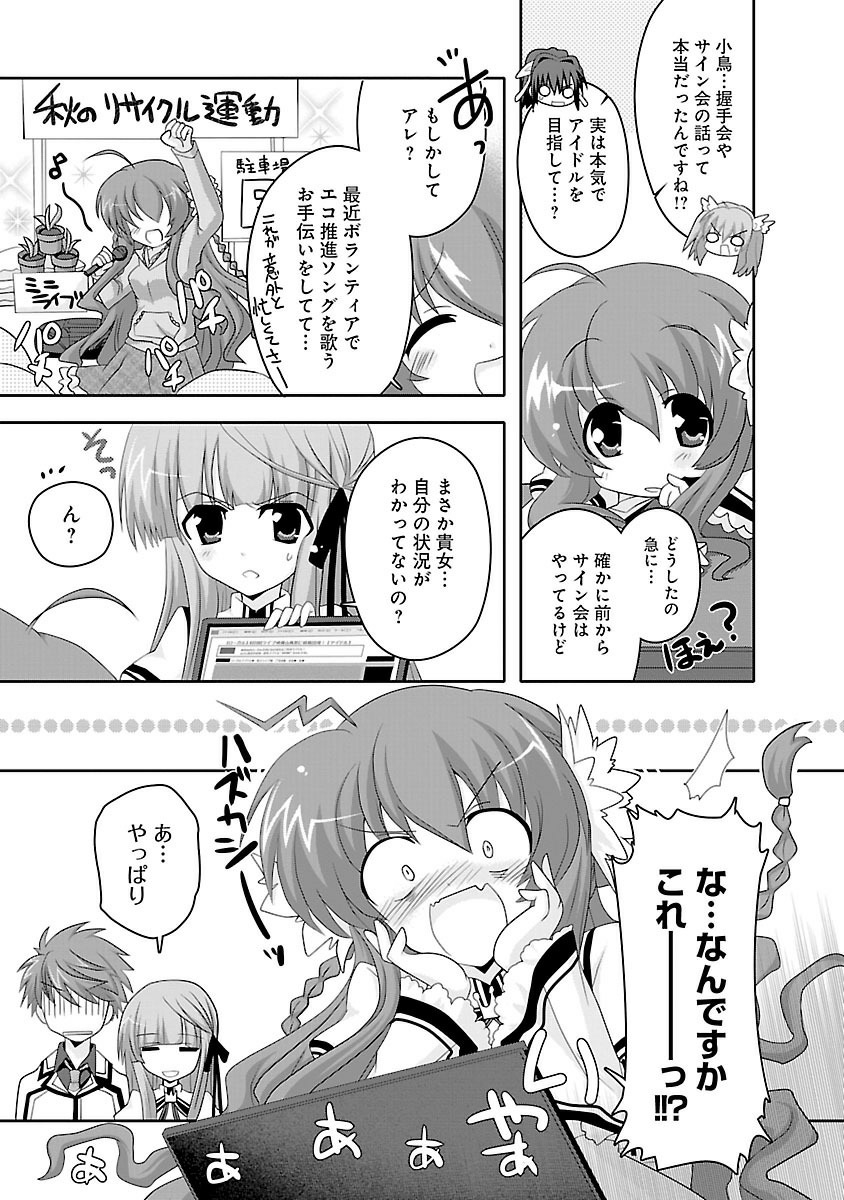 小鳥…握手会や
サイン会の話って
本当だったんですね!?
実は本気で
アイドルを
目指して…?
どうしたの
急に…
確かに前から
サイン会は
やってるけど
ほぇ?
あっ
もしかして
アレ?
最近ボランティアで
エコ推進ソングを歌う
お手伝いをしてて…
これが意外と
忙しくてさー
秋のリサイクル運動
駐車場
ミニ
ライブ
♪
パチ
パチ
パチ
まさか貴女…
自分の状況が
わかってないの?
そっ
ん?
な…なんですか
これ――――っ!!?
ハズカシー
あ…
やっぱり